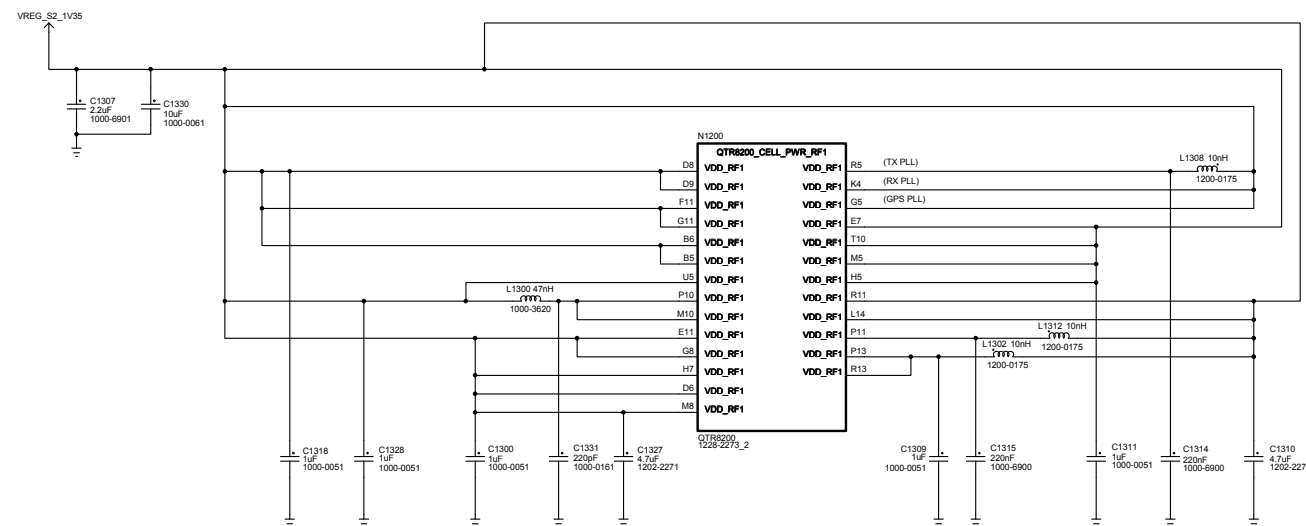 VREG_S2_1V35
C1307
2.2uF
1000-6901
C1330
10uF
1000-0061
N1200
QTR8200_CELL_PWR_RF1
D8 VDD_RF1 VDD_RF1 R5 (TX PLL)
L1308 10nH
1200-0175
D9 VDD_RF1 VDD_RF1 K4 (RX PLL)
F11 VDD_RF1 VDD_RF1 G5 (GPS PLL)
G11 VDD_RF1 VDD_RF1 E7
B6 VDD_RF1 VDD_RF1 T10
B5 VDD_RF1 VDD_RF1 M5
U5 VDD_RF1 VDD_RF1 H5
L1300 47nH
1000-3620
P10 VDD_RF1 VDD_RF1 R11
M10 VDD_RF1 VDD_RF1 L14
E11 VDD_RF1 VDD_RF1 P11
L1312 10nH
1200-0175
G8 VDD_RF1 VDD_RF1 P13
L1302 10nH
1200-0175
H7 VDD_RF1 VDD_RF1 R13
D6 VDD_RF1
M8 VDD_RF1
QTR8200
1228-2273_2
C1318
1uF
1000-0051
C1328
1uF
1000-0051
C1300
1uF
1000-0051
C1331
220pF
1000-0161
C1327
4.7uF
1202-2271
C1309
1uF
1000-0051
C1315
220nF
1000-6900
C1311
1uF
1000-0051
C1314
220nF
1000-6900
C1310
4.7uF
1202-227